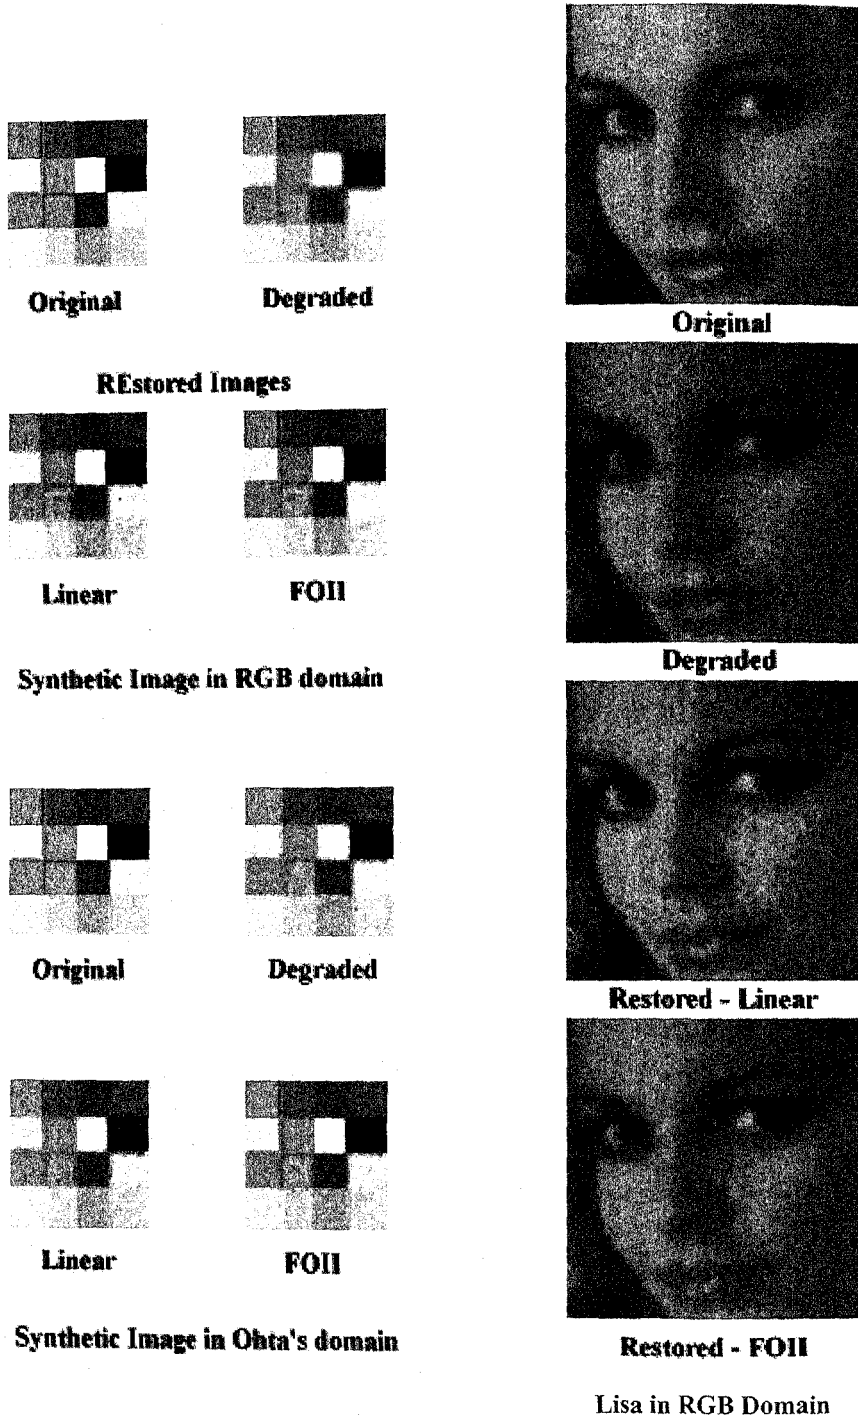 Original
Degraded
REstored Images
Linear
FOII
Synthetic Image in RGB domain
Original
Degraded
Linear
FOII
Synthetic Image in Ohta's domain
Original
Degraded
Restored - Linear
Restored - FOII
Lisa in RGB Domain